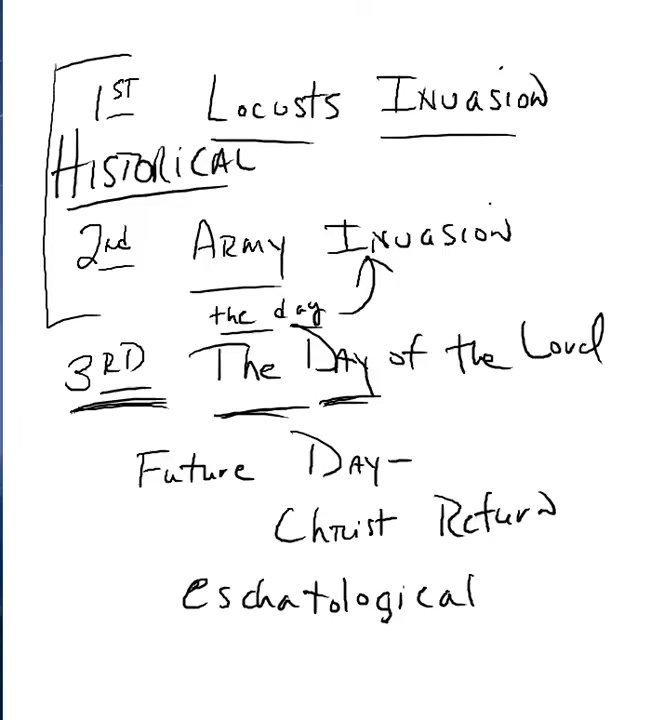 1ST Locusts Invasion
HISTORICAL
2nd Army Invasion
the day
3RD The Day of the Lord
Future Day-
Christ Return
eschatological